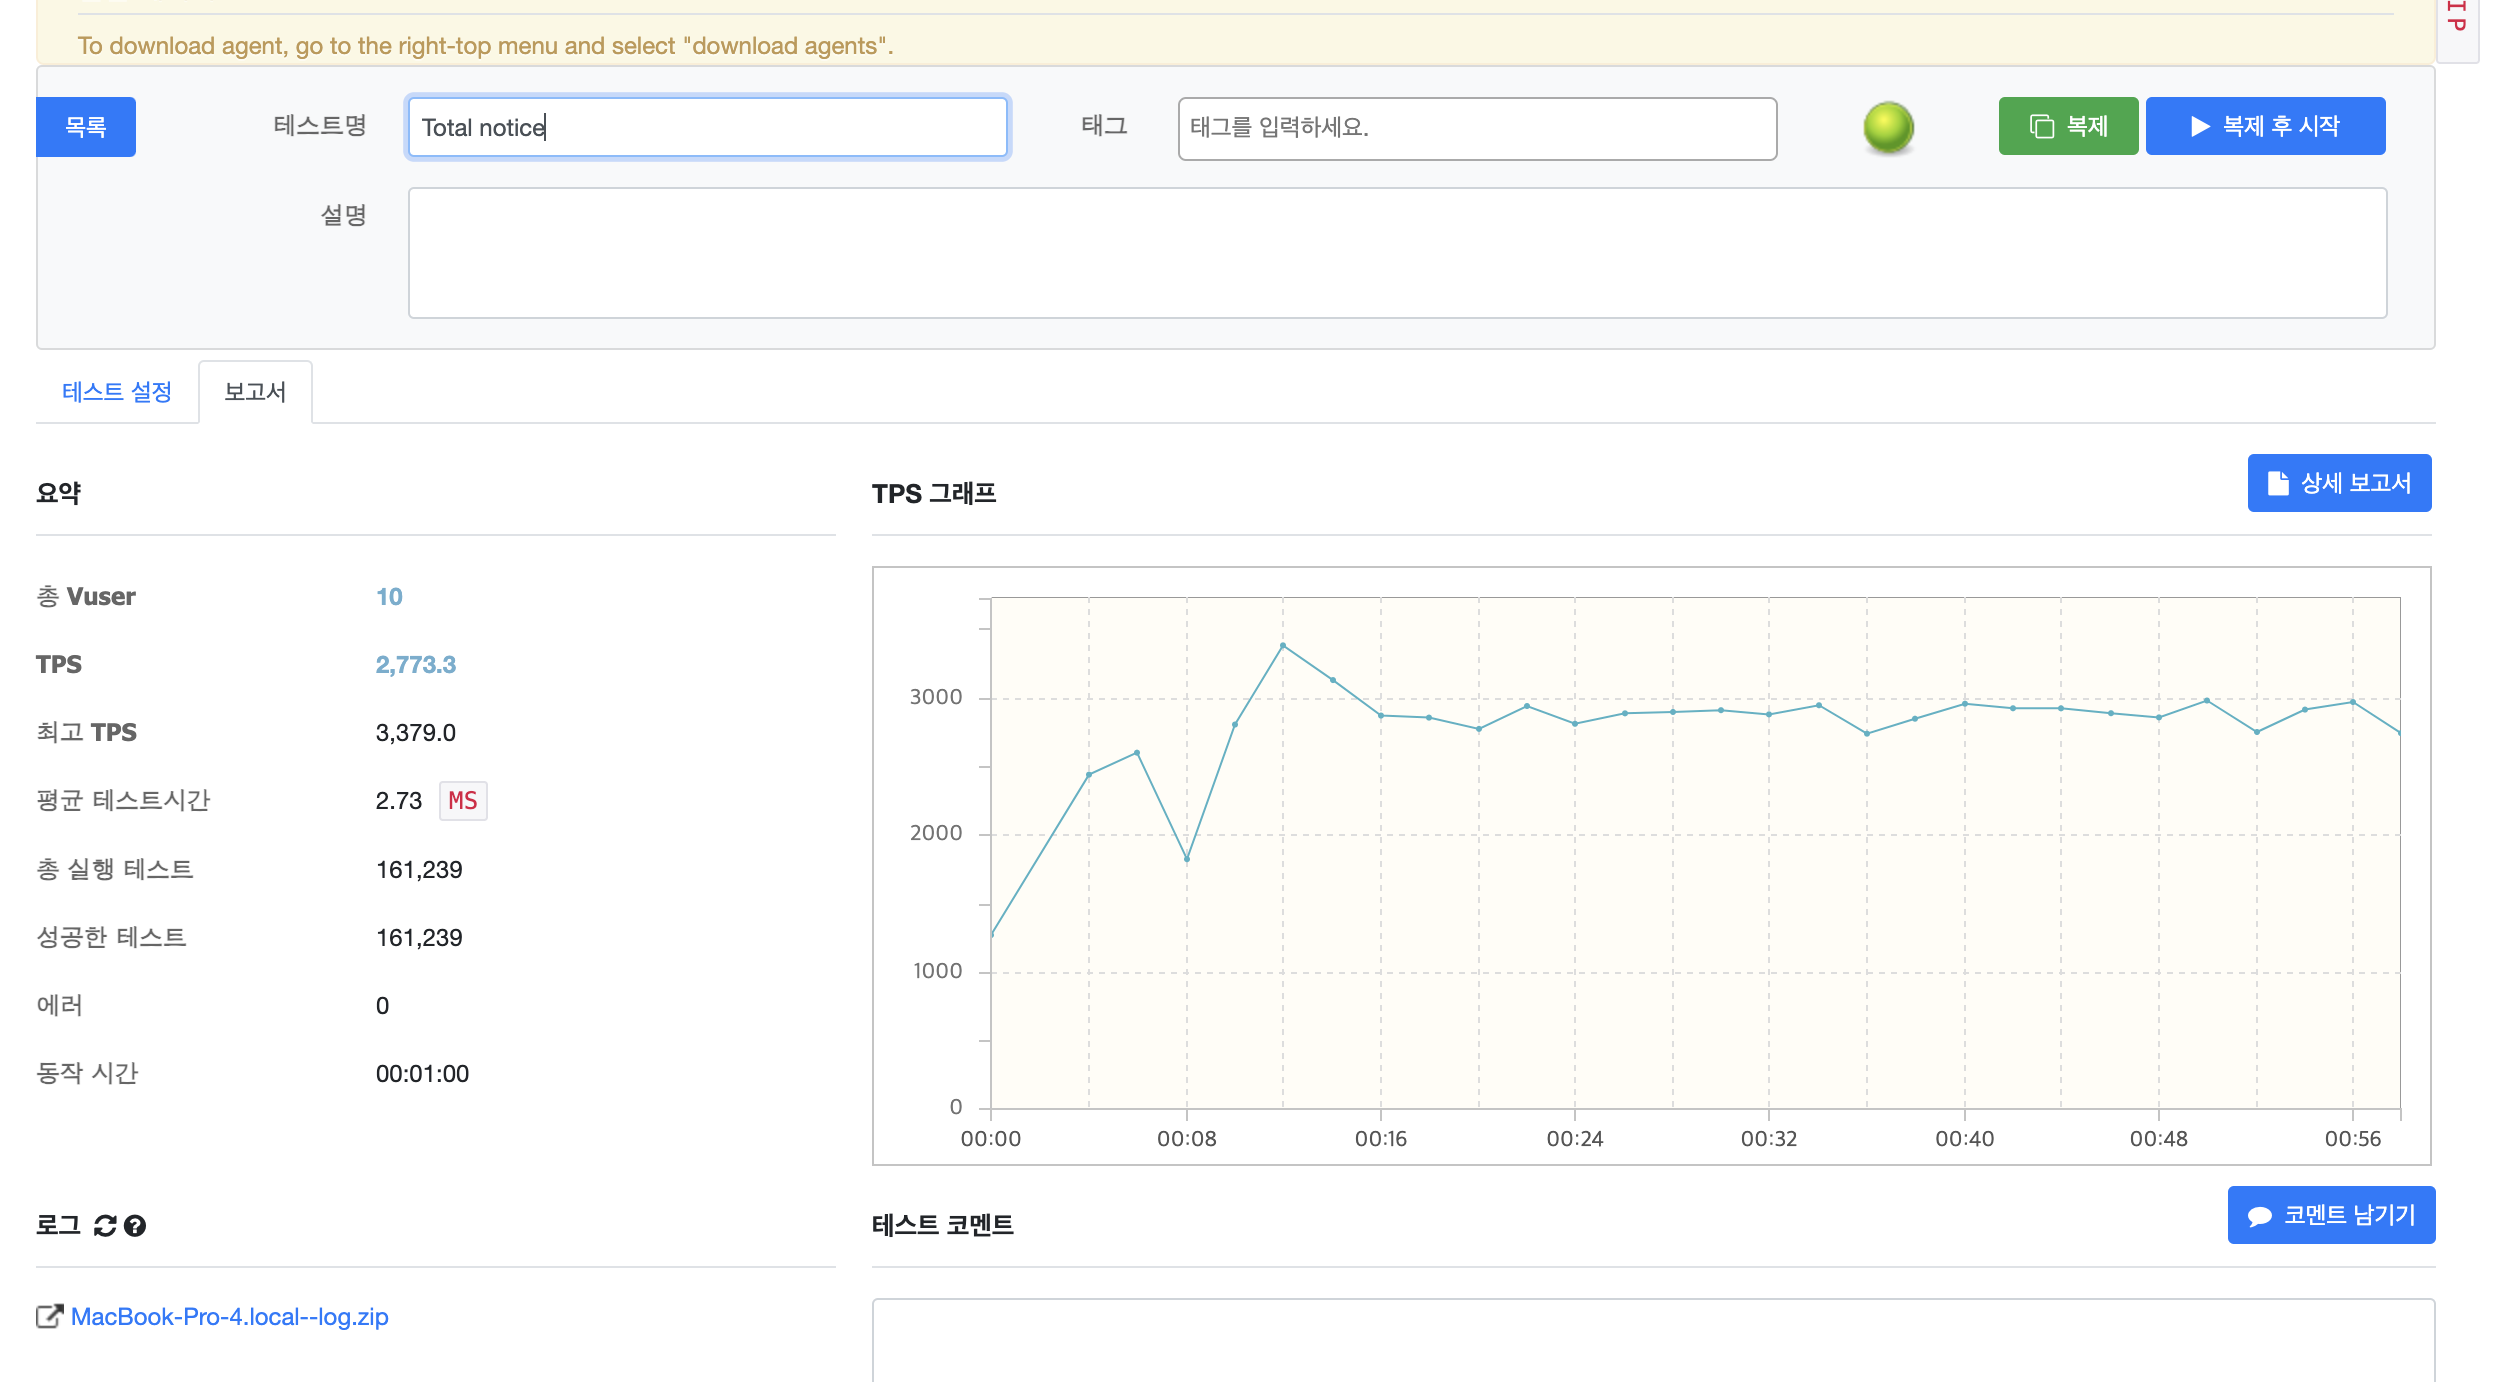 IP
To download agent, go to the right-top menu and select "download agents".
목록
테스트명
Total notice
태그
태그를 입력하세요.
복제
복제 후 시작
설명
테스트 설정
보고서
요약
총 Vuser 10
TPS 2,773.3
최고 TPS 3,379.0
평균 테스트시간 2.73 MS
총 실행 테스트 161,239
성공한 테스트 161,239
에러 0
동작 시간 00:01:00
TPS 그래프
상세 보고서
3000
2000
1000
0
00:00 00:08 00:16 00:24 00:32 00:40 00:48 00:56
로그
MacBook-Pro-4.local--log.zip
테스트 코멘트
코멘트 남기기